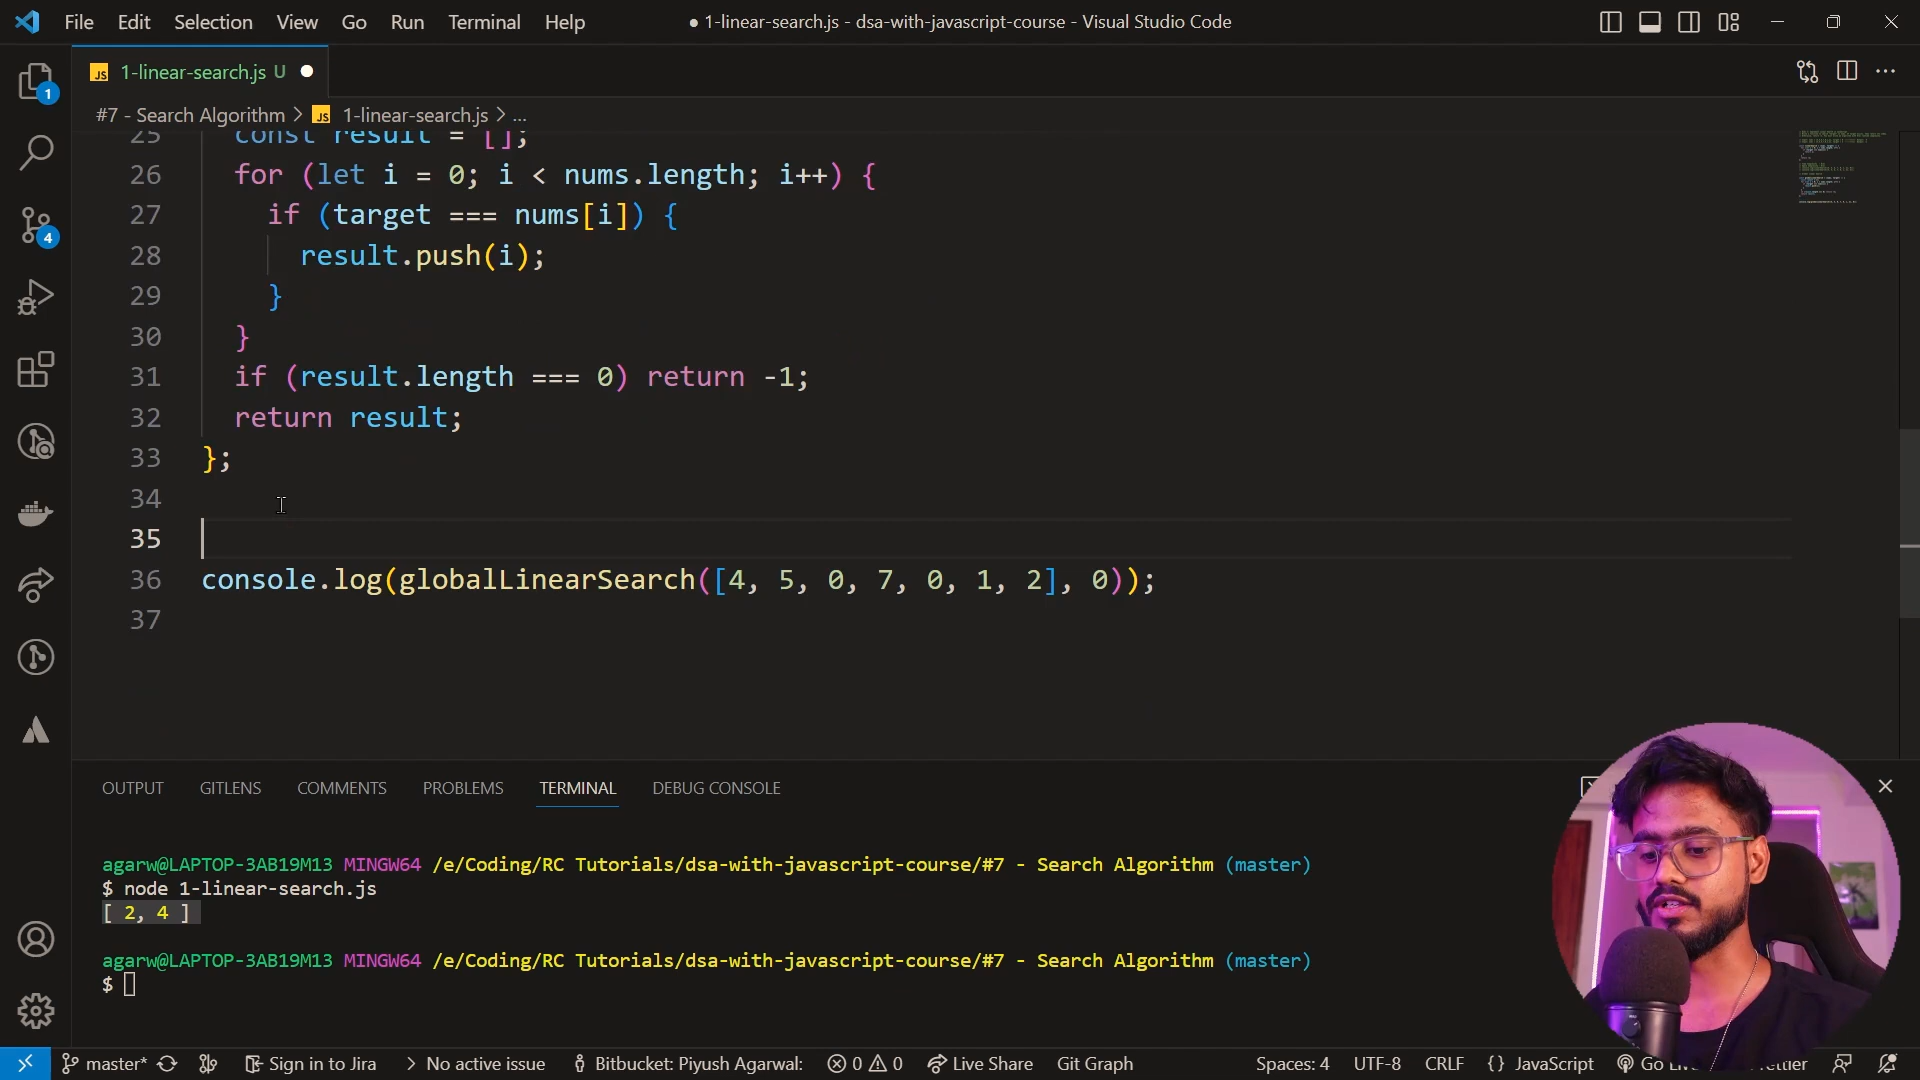 File Edit Selection View Go Run Terminal Help
● 1-linear-search.js - dsa-with-javascript-course - Visual Studio Code
JS 1-linear-search.js U
#7 - Search Algorithm > JS 1-linear-search.js > ...
1
4
25 const result = [];
26 for (let i = 0; i < nums.length; i++) {
27 if (target === nums[i]) {
28 result.push(i);
29 }
30 }
31 if (result.length === 0) return -1;
32 return result;
33 };
34
35
36 console.log(globalLinearSearch([4, 5, 0, 7, 0, 1, 2], 0));
37
OUTPUT GITLENS COMMENTS PROBLEMS TERMINAL DEBUG CONSOLE
agarw@LAPTOP-3AB19M13 MINGW64 /e/Coding/RC Tutorials/dsa-with-javascript-course/#7 - Search Algorithm (master)
$ node 1-linear-search.js
[ 2, 4 ]
agarw@LAPTOP-3AB19M13 MINGW64 /e/Coding/RC Tutorials/dsa-with-javascript-course/#7 - Search Algorithm (master)
$
master* Sign in to Jira > No active issue Bitbucket: Piyush Agarwal: 0 0 Live Share Git Graph Spaces: 4 UTF-8 CRLF {} JavaScript Go